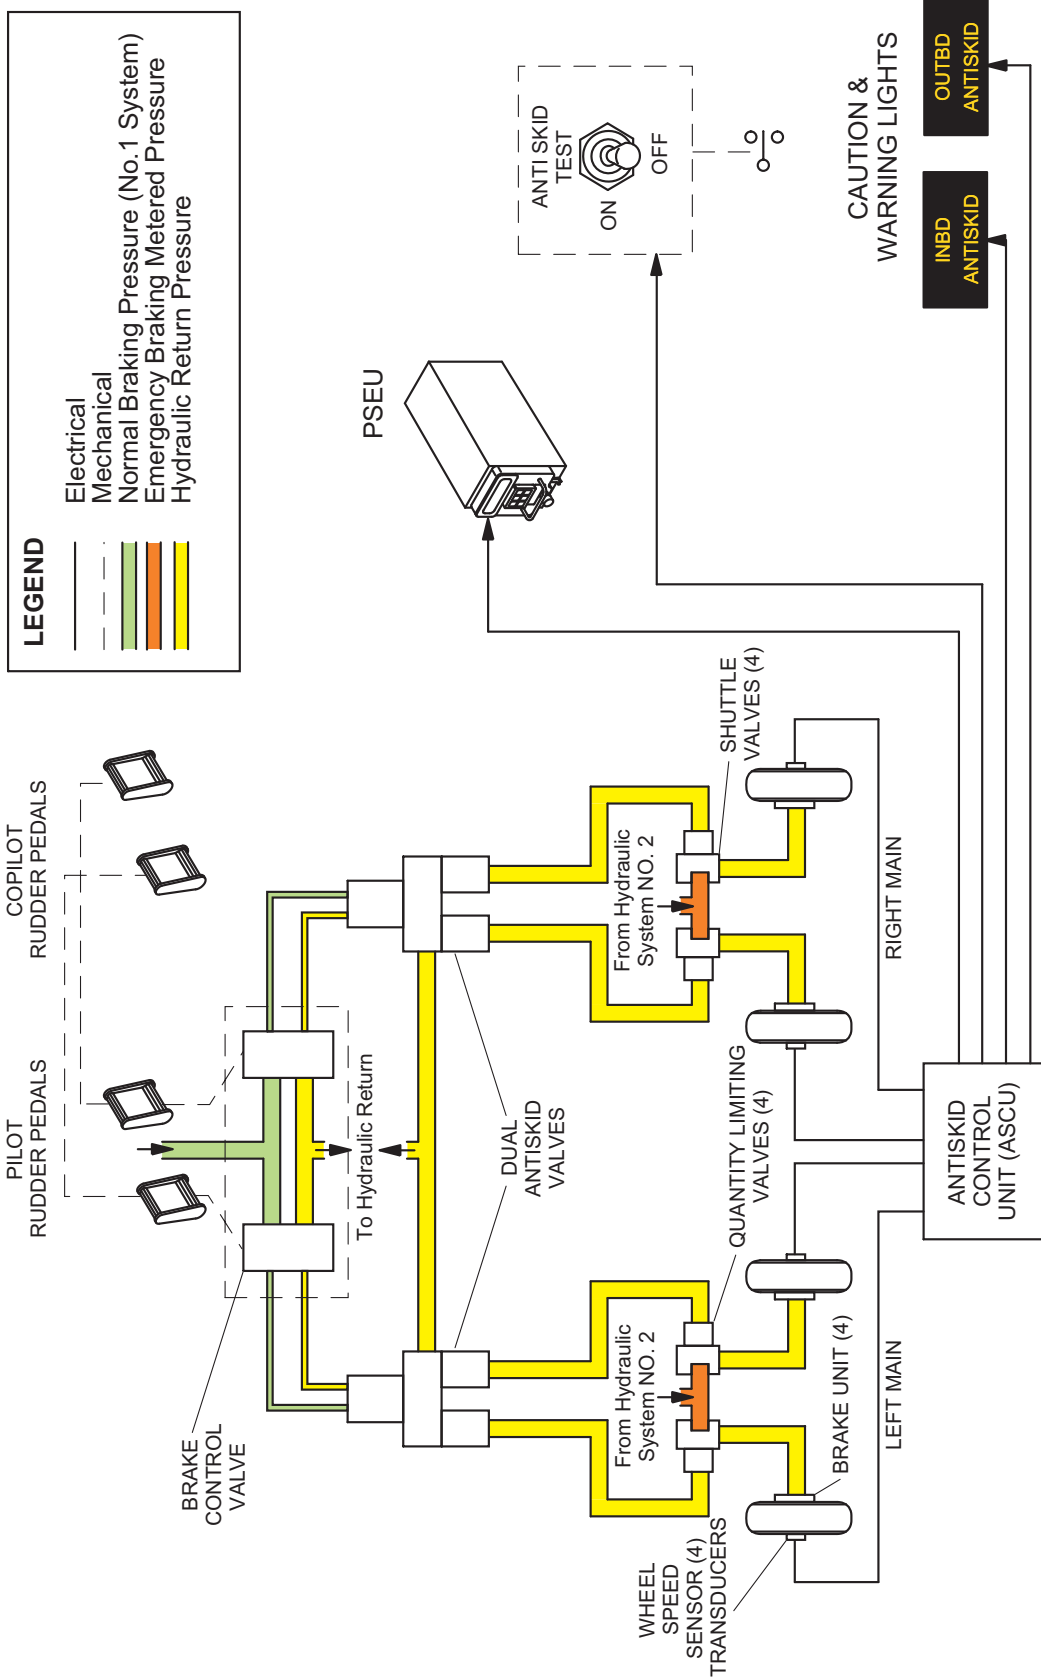 LEGEND
Electrical
Mechanical
Normal Braking Pressure (No.1 System)
Emergency Braking Metered Pressure
Hydraulic Return Pressure
PILOT
RUDDER PEDALS
COPILOT
RUDDER PEDALS
BRAKE
CONTROL
VALVE
To Hydraulic Return
DUAL
ANTISKID
VALVES
PSEU
ANTI SKID
TEST
ON
OFF
From Hydraulic
System NO. 2
From Hydraulic
System NO. 2
QUANTITY LIMITING
VALVES (4)
SHUTTLE
VALVES (4)
WHEEL
SPEED
SENSOR (4)
TRANSDUCERS
BRAKE UNIT (4)
LEFT MAIN
RIGHT MAIN
ANTISKID
CONTROL
UNIT (ASCU)
CAUTION &
WARNING LIGHTS
INBD
ANTISKID
OUTBD
ANTISKID